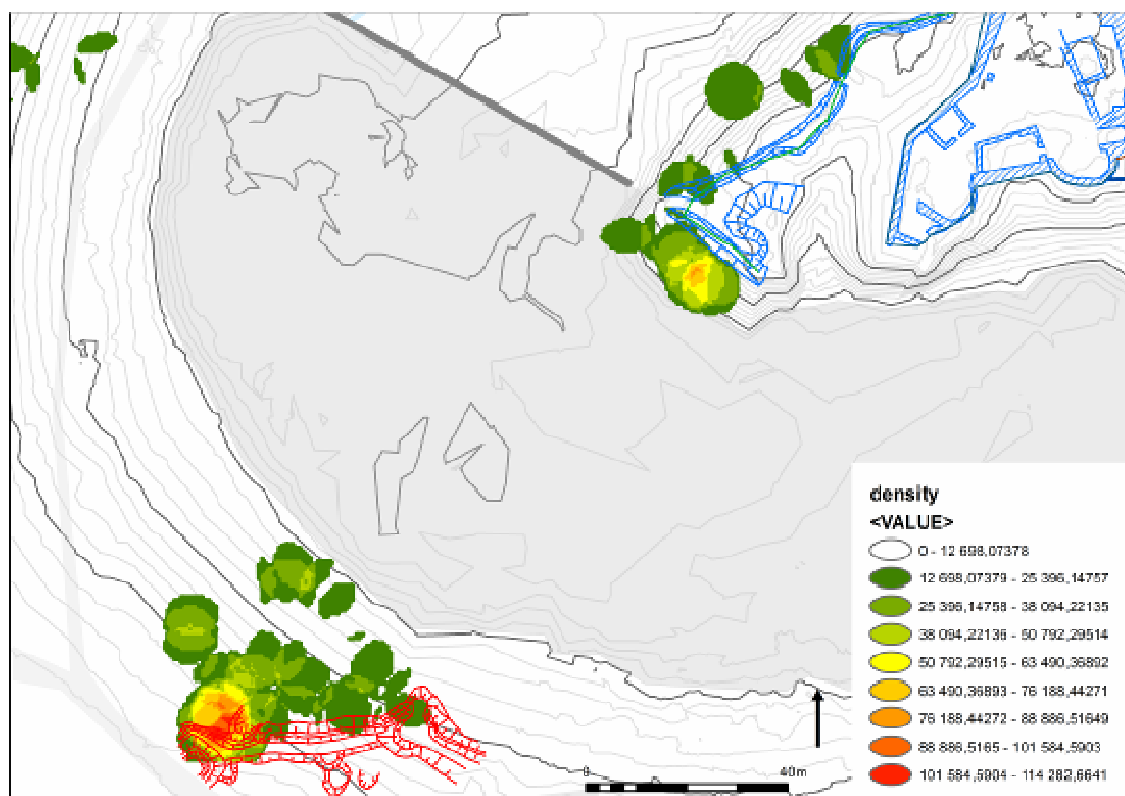 density
<VALUE>
0 - 12 698,07378
12 698,07379 - 25 396,14757
25 396,14758 - 38 094,22135
38 094,22136 - 50 792,29514
50 792,29515 - 63 490,36892
63 490,36893 - 76 188,44271
76 188,44272 - 88 886,51649
88 886,5165 - 101 584,5903
101 584,5904 - 114 282,6641
0 40m